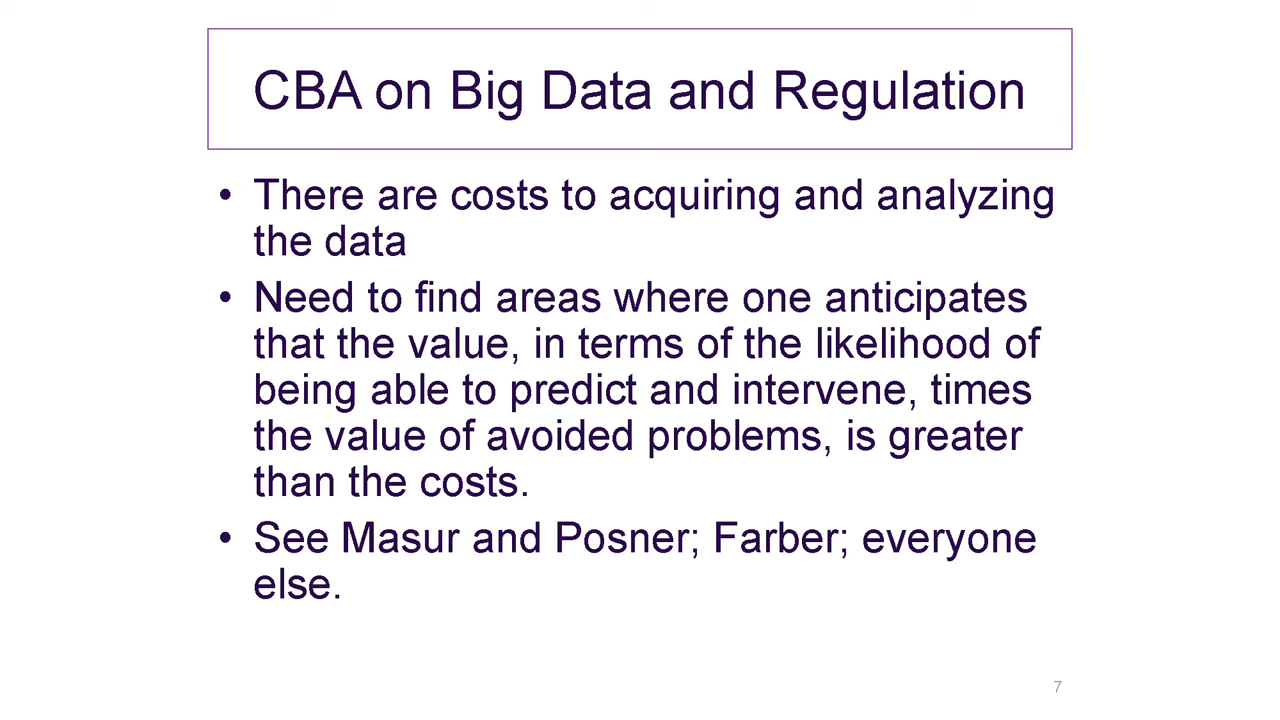 CBA on Big Data and Regulation
• There are costs to acquiring and analyzing
the data
• Need to find areas where one anticipates
that the value, in terms of the likelihood of
being able to predict and intervene, times
the value of avoided problems, is greater
than the costs.
• See Masur and Posner; Farber; everyone
else.
7